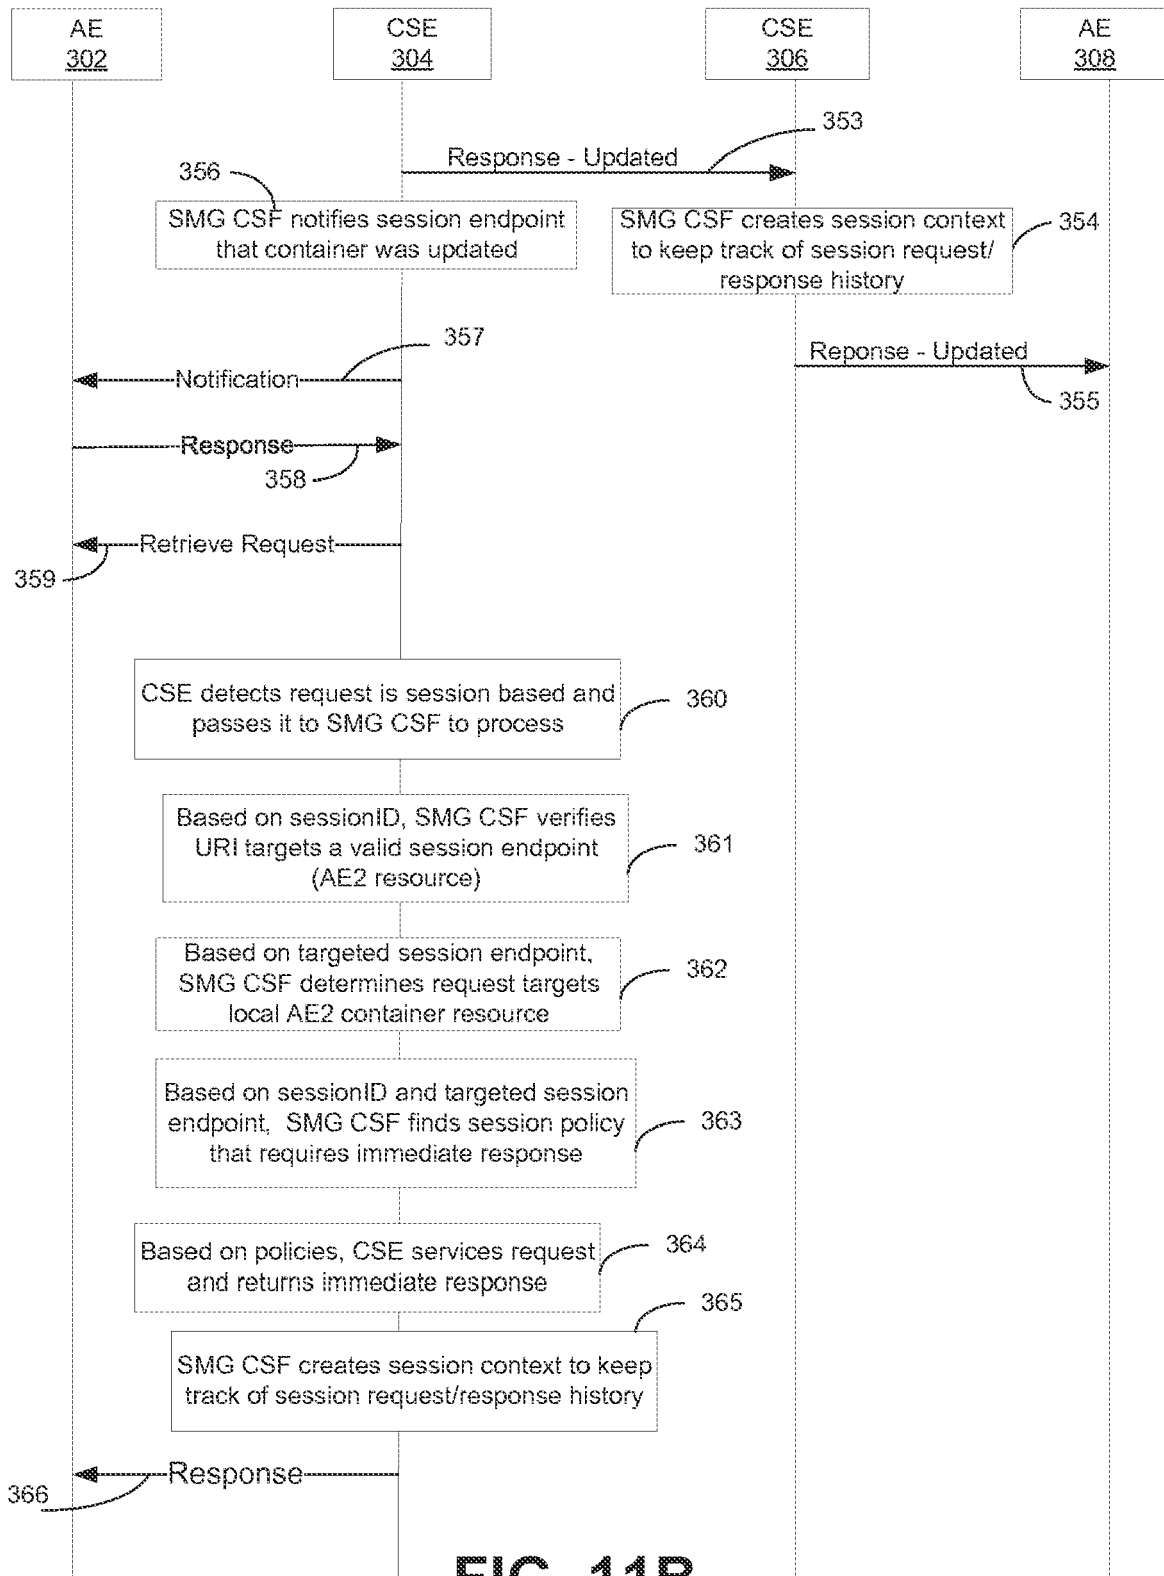 AE
302
CSE
304
CSE
306
AE
308
353
Response - Updated
356
SMG CSF notifies session endpoint
that container was updated
SMG CSF creates session context
to keep track of session request/
response history
354
357
Notification
Reponse - Updated
355
Response
358
Retrieve Request
359
CSE detects request is session based and
passes it to SMG CSF to process
360
Based on sessionID, SMG CSF verifies
URI targets a valid session endpoint
(AE2 resource)
361
Based on targeted session endpoint,
SMG CSF determines request targets
local AE2 container resource
362
Based on sessionID and targeted session
endpoint, SMG CSF finds session policy
that requires immediate response
363
Based on policies, CSE services request
and returns immediate response
364
365
SMG CSF creates session context to keep
track of session request/response history
Response
366
FIG. 11B